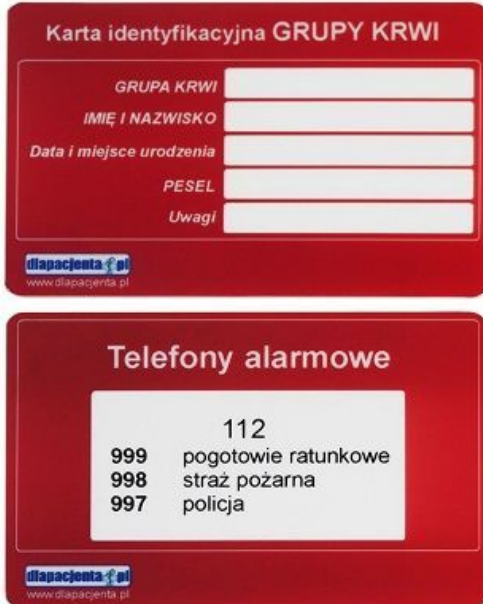 Karta identyfikacyjna GRUPY KRWI
GRUPA KRWI
IMIĘ I NAZWISKO
Data i miejsce urodzenia
PESEL
Uwagi
dlapacjenta.pl
www.dlapacjenta.pl
Telefony alarmowe
112
999 pogotowie ratunkowe
998 straż pożarna
997 policja
dlapacjenta.pl
www.dlapacjenta.pl